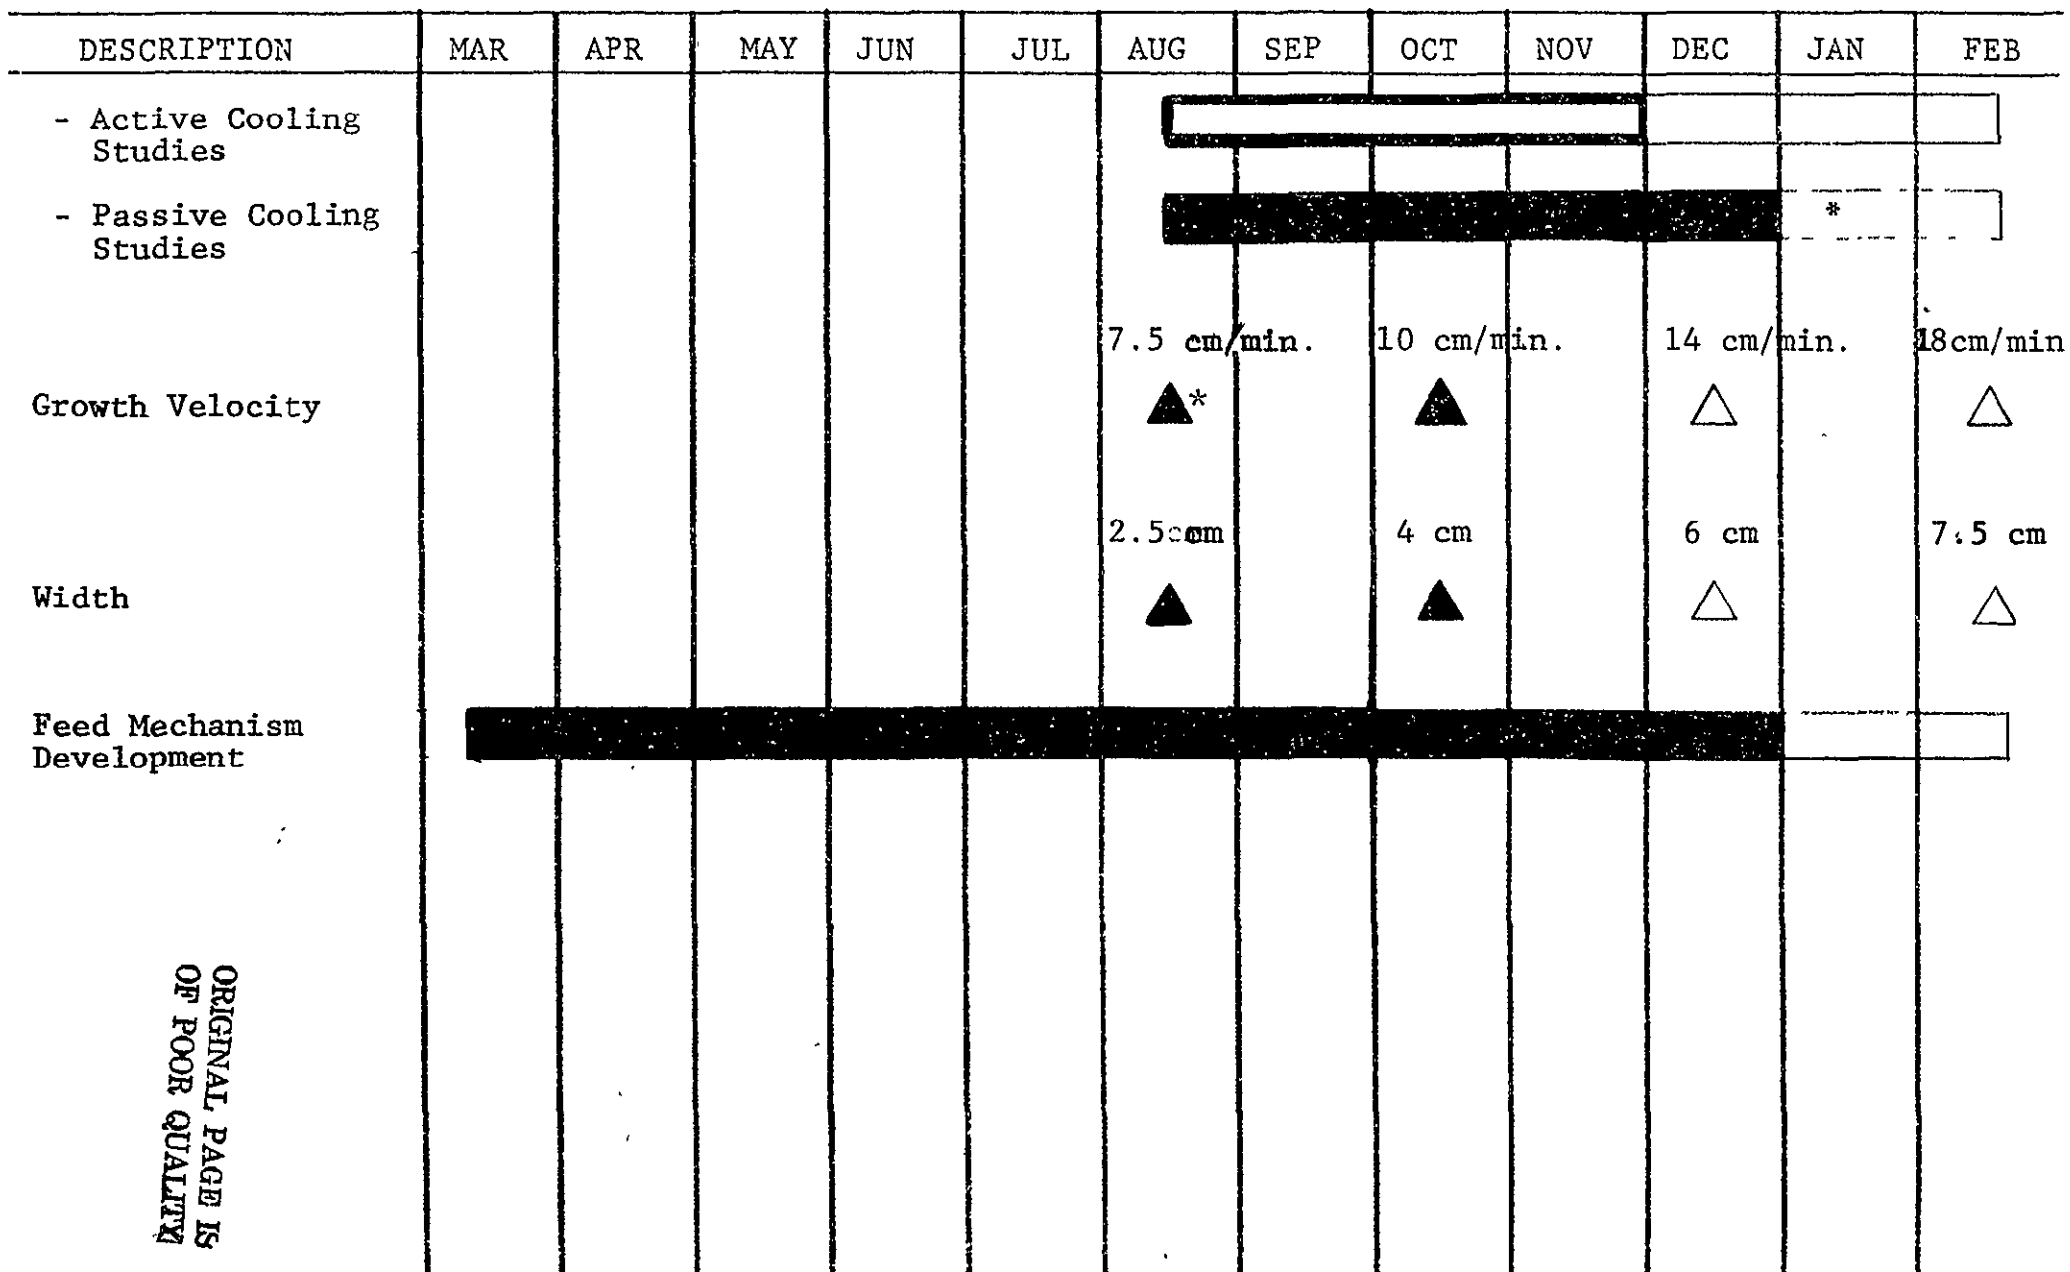 DESCRIPTION MAR APR MAY JUN JUL AUG SEP OCT NOV DEC JAN FEB
- Active Cooling
Studies
- Passive Cooling
Studies
*
7.5 cm/min. 10 cm/min. 14 cm/min. 18cm/min
Growth Velocity
*
2.5 cm 4 cm 6 cm 7.5 cm
Width
Feed Mechanism
Development
ORIGINAL PAGE IS
OF POOR QUALITY